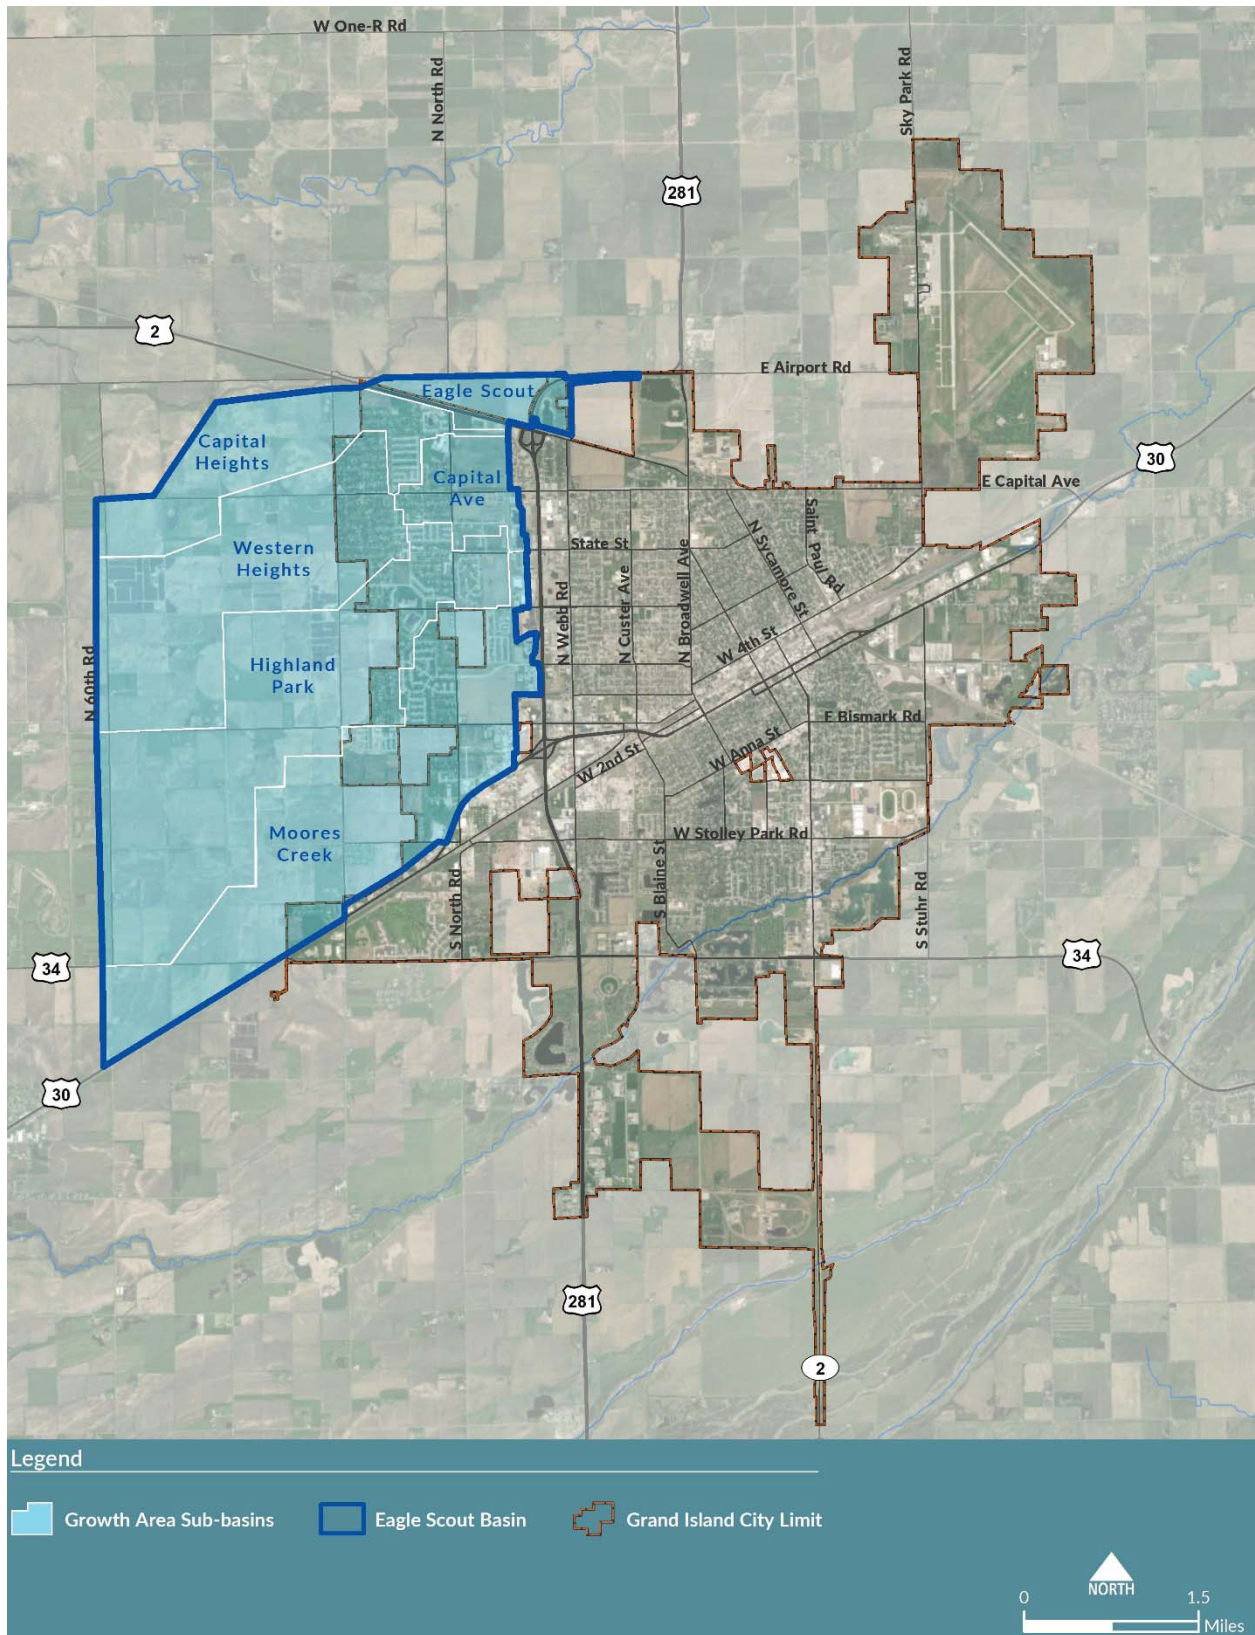 W One-R Rd
N North Rd
Sky Park Rd
281
2
E Airport Rd
Eagle Scout
Capital
Heights
Capital
Ave
30
E Capital Ave
State St
Western
Heights
N Webb Rd
N Custer Ave
N Broadwell Ave
N Sycamore St
Saint Paul Rd
W 4th St
N 60th Rd
Highland
Park
E Bismark Rd
W Anna St
W 2nd St
Moores
Creek
W Stolley Park Rd
S Blaine St
S North Rd
S Stuhr Rd
34
34
30
281
2
Legend
Growth Area Sub-basins
Eagle Scout Basin
Grand Island City Limit
NORTH
0 1.5
Miles